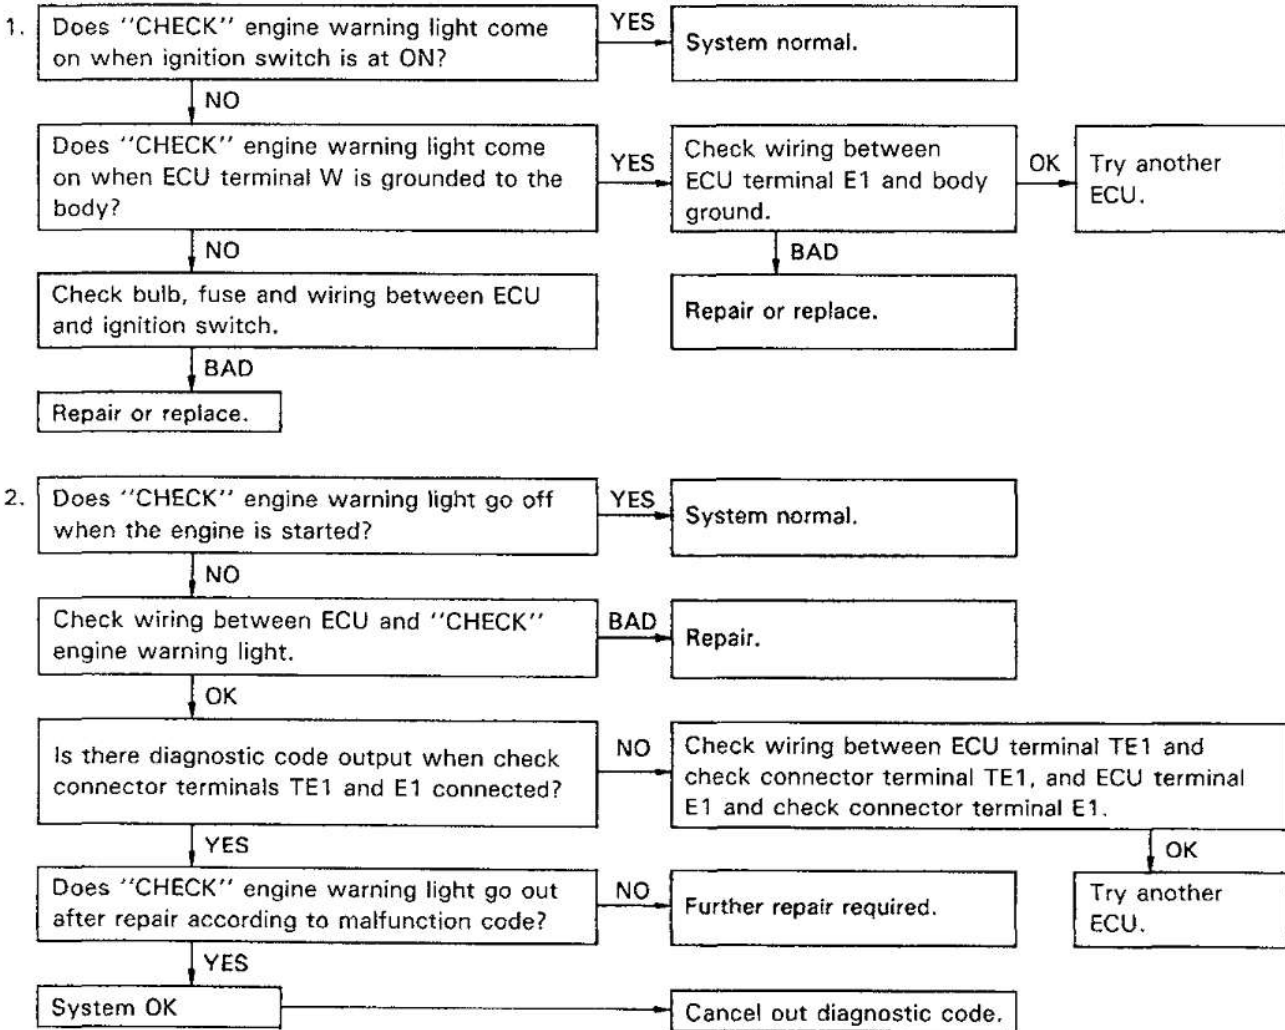 1. Does "CHECK" engine warning light come
on when ignition switch is at ON?
YES
System normal.
NO
Does "CHECK" engine warning light come
on when ECU terminal W is grounded to the
body?
YES
Check wiring between
ECU terminal E1 and body
ground.
OK
Try another
ECU.
NO
BAD
Check bulb, fuse and wiring between ECU
and ignition switch.
Repair or replace.
BAD
Repair or replace.
2. Does "CHECK" engine warning light go off
when the engine is started?
YES
System normal.
NO
Check wiring between ECU and "CHECK"
engine warning light.
BAD
Repair.
OK
Is there diagnostic code output when check
connector terminals TE1 and E1 connected?
NO
Check wiring between ECU terminal TE1 and
check connector terminal TE1, and ECU terminal
E1 and check connector terminal E1.
YES
OK
Does "CHECK" engine warning light go out
after repair according to malfunction code?
NO
Further repair required.
Try another
ECU.
YES
System OK
Cancel out diagnostic code.